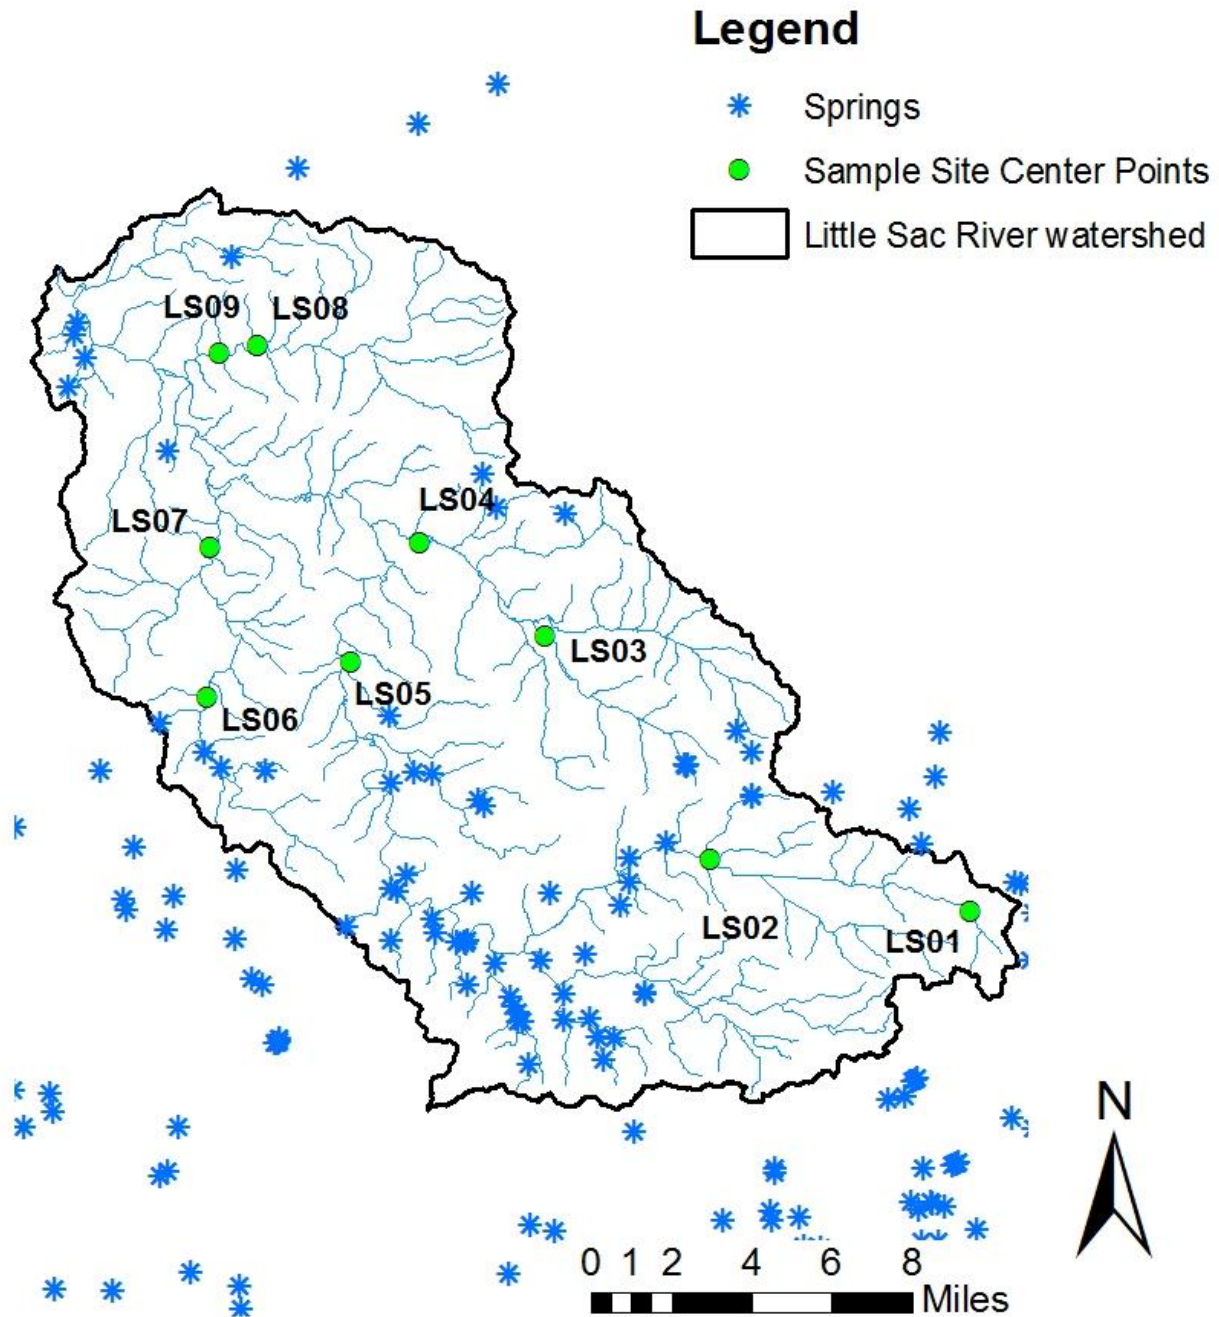 Legend
Springs
Sample Site Center Points
Little Sac River watershed
LS09
LS08
LS04
LS07
LS03
LS05
LS06
LS02
LS01
N
0 1 2 4 6 8
Miles